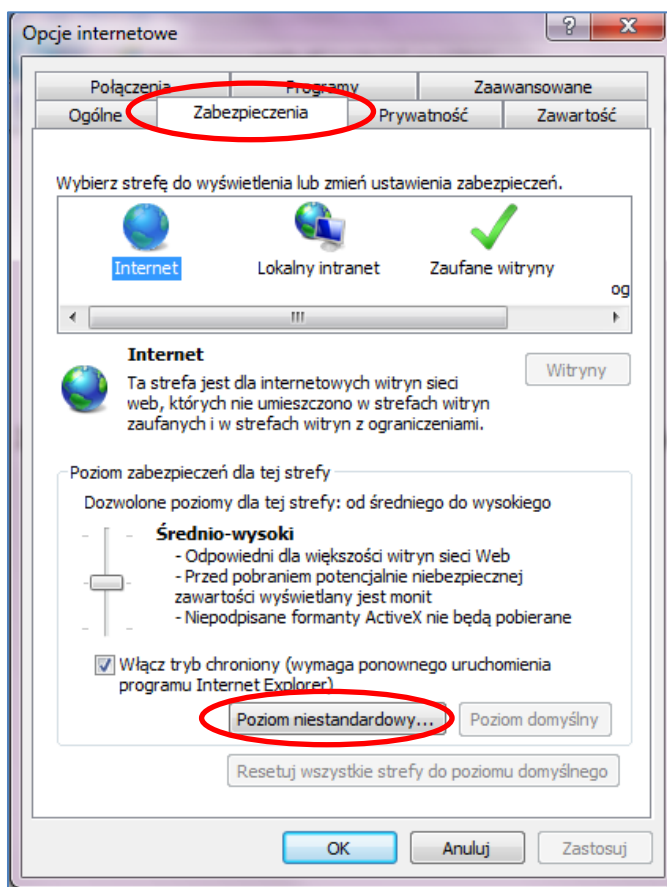 Opcje internetowe
Połączenia Programy Zaawansowane
Ogólne Zabezpieczenia Prywatność Zawartość
Wybierz strefę do wyświetlenia lub zmień ustawienia zabezpieczeń.
Internet Lokalny intranet Zaufane witryny
og
Internet
Witryny
Ta strefa jest dla internetowych witryn sieci
web, których nie umieszczono w strefach witryn
zaufanych i w strefach witryn z ograniczeniami.
Poziom zabezpieczeń dla tej strefy
Dozwolone poziomy dla tej strefy: od średniego do wysokiego
Średnio-wysoki
- Odpowiedni dla większości witryn sieci Web
- Przed pobraniem potencjalnie niebezpiecznej
zawartości wyświetlany jest monit
- Niepodpisane formanty ActiveX nie będą pobierane
Włącz tryb chroniony (wymaga ponownego uruchomienia
programu Internet Explorer)
Poziom niestandardowy... Poziom domyślny
Resetuj wszystkie strefy do poziomu domyślnego
OK Anuluj Zastosuj